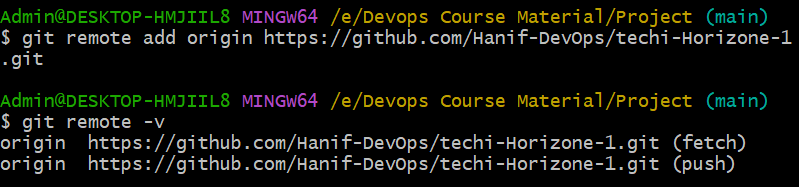 Admin@DESKTOP-HMJIIL8 MINGW64 /e/Devops Course Material/Project (main)
$ git remote add origin https://github.com/Hanif-DevOps/techi-Horizone-1
.git
Admin@DESKTOP-HMJIIL8 MINGW64 /e/Devops Course Material/Project (main)
$ git remote -v
origin  https://github.com/Hanif-DevOps/techi-Horizone-1.git (fetch)
origin  https://github.com/Hanif-DevOps/techi-Horizone-1.git (push)